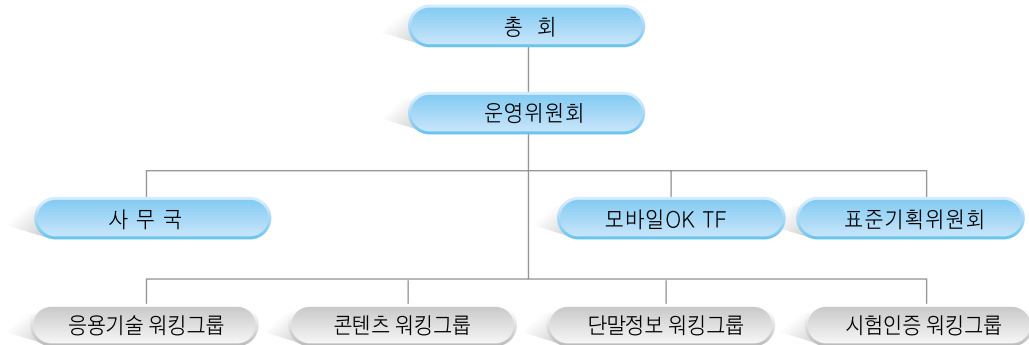 총 회
운영위원회
사 무 국
모바일OK TF
표준기획위원회
응용기술 워킹그룹
콘텐츠 워킹그룹
단말정보 워킹그룹
시험인증 워킹그룹